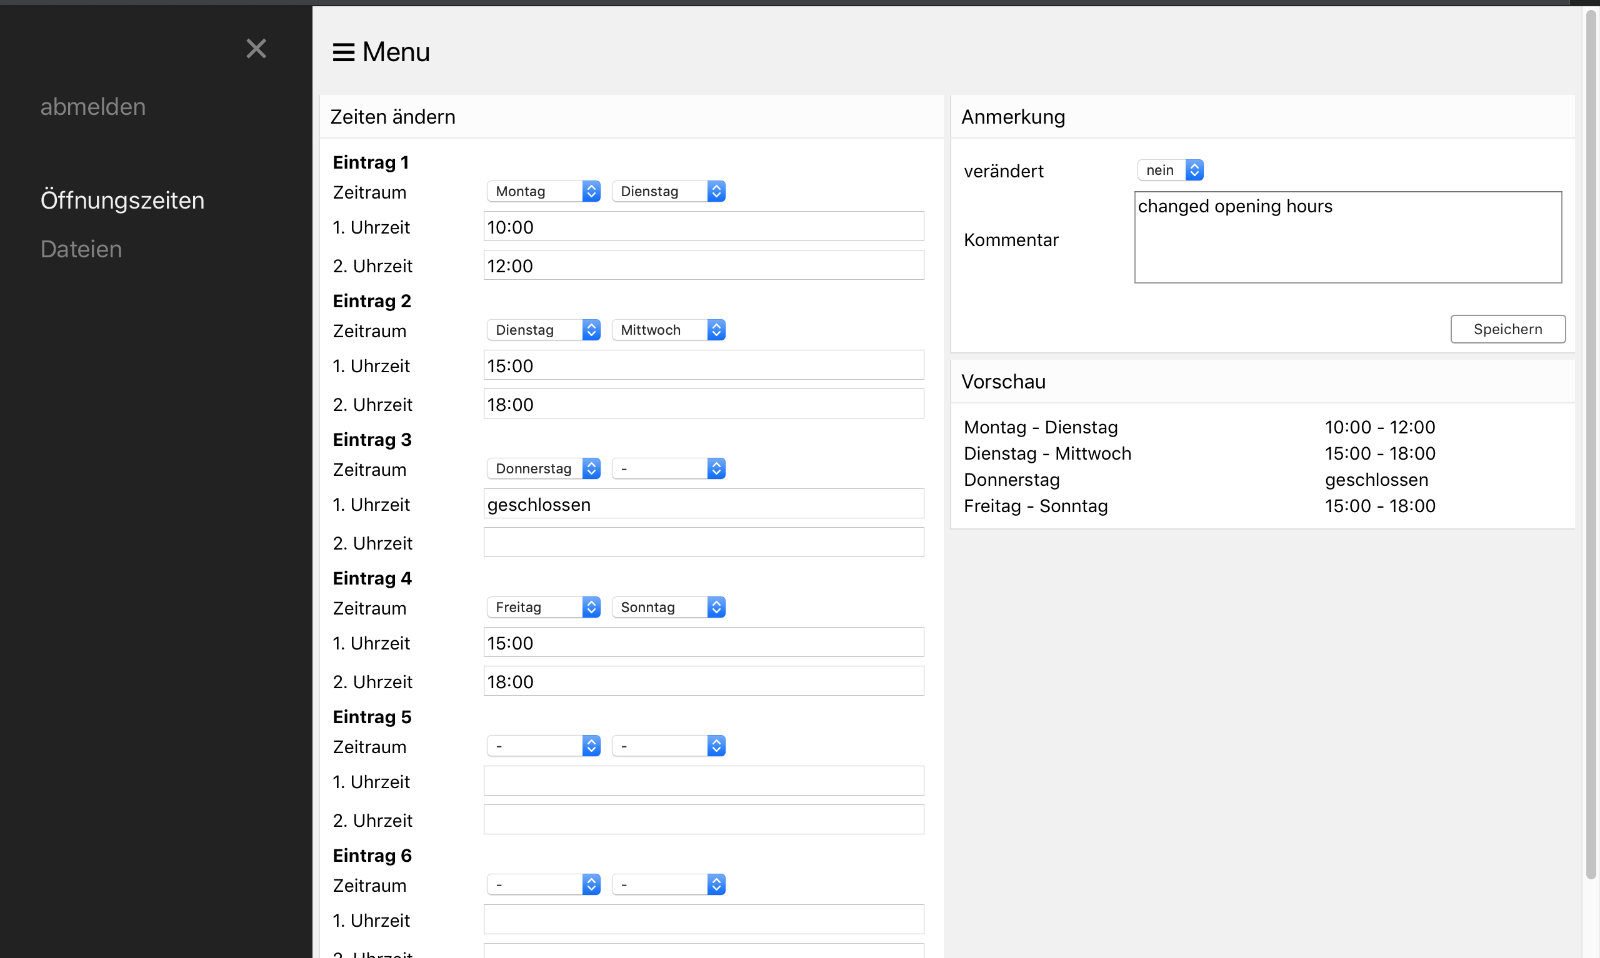 abmelden
Öffnungszeiten
Dateien
Menu
Zeiten ändern
Eintrag 1
Zeitraum Montag Dienstag
1. Uhrzeit 10:00
2. Uhrzeit 12:00
Eintrag 2
Zeitraum Dienstag Mittwoch
1. Uhrzeit 15:00
2. Uhrzeit 18:00
Eintrag 3
Zeitraum Donnerstag -
1. Uhrzeit geschlossen
2. Uhrzeit
Eintrag 4
Zeitraum Freitag Sonntag
1. Uhrzeit 15:00
2. Uhrzeit 18:00
Eintrag 5
Zeitraum - -
1. Uhrzeit
2. Uhrzeit
Eintrag 6
Zeitraum - -
1. Uhrzeit
2. Uhrzeit
Anmerkung
verändert nein
Kommentar changed opening hours
Speichern
Vorschau
Montag - Dienstag 10:00 - 12:00
Dienstag - Mittwoch 15:00 - 18:00
Donnerstag geschlossen
Freitag - Sonntag 15:00 - 18:00